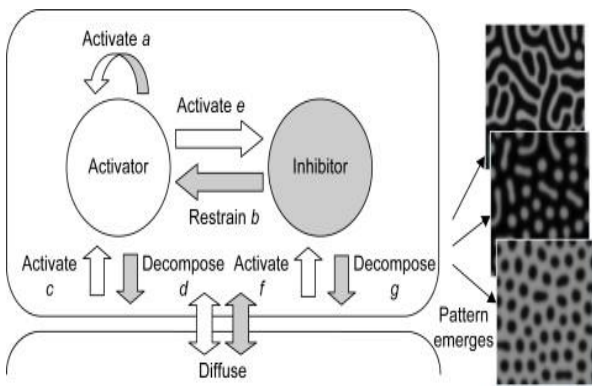 Activate a
Activate e
Activator
Inhibitor
Restrain b
Activate
c
Decompose
d
Activate
f
Decompose
g
Diffuse
Pattern
emerges